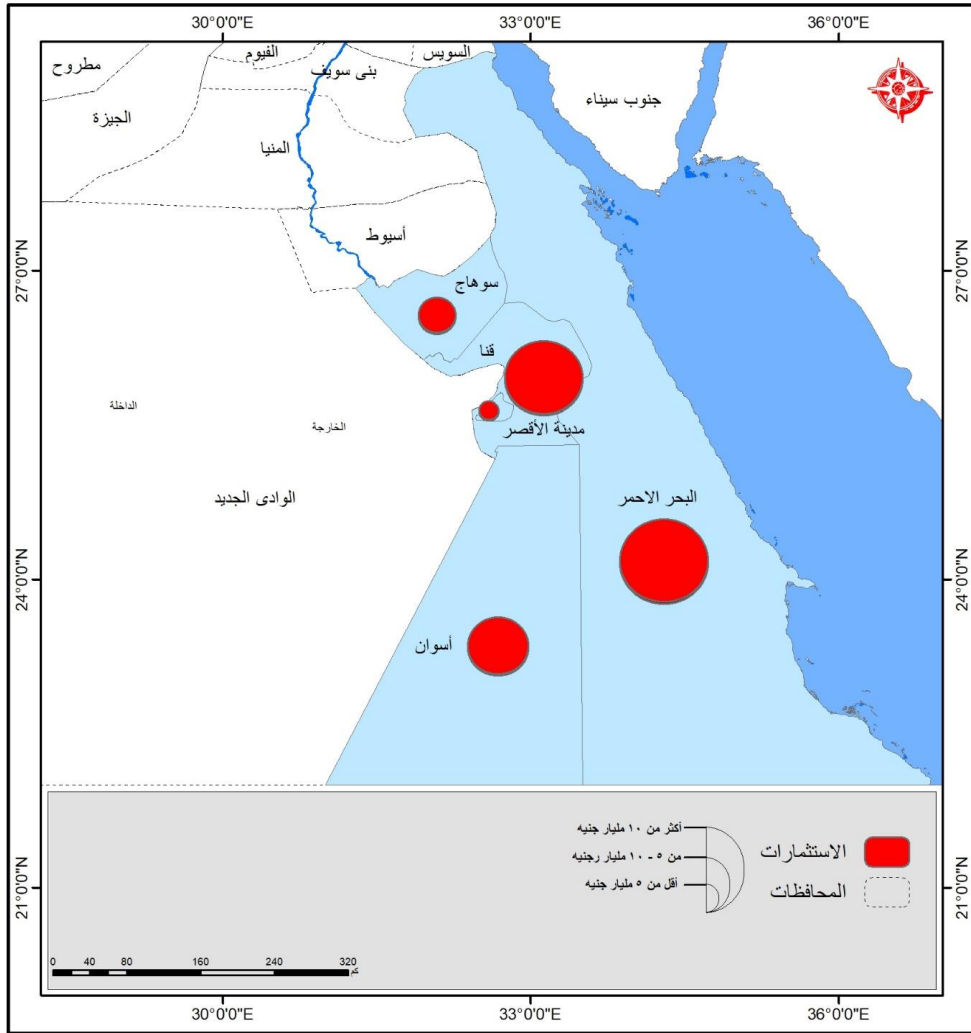 30°0'0"E
33°0'0"E
36°0'0"E
السويس
الفيوم
بنى سويف
مطروح
جنوب سيناء
الجيزة
المنيا
أسيوط
27°0'0"N
27°0'0"N
سوهاج
قنا
الداخلة
الخارجة
مدينة الأقصر
البحر الاحمر
الوادى الجديد
24°0'0"N
24°0'0"N
أسوان
أكثر من ١٠ مليار جنيه
من ٥ - ١٠ مليار رجنيه
أقل من ٥ مليار جنيه
الاستثمارات
المحافظات
21°0'0"N
21°0'0"N
0 40 80 160 240 320
كم
30°0'0"E
33°0'0"E
36°0'0"E